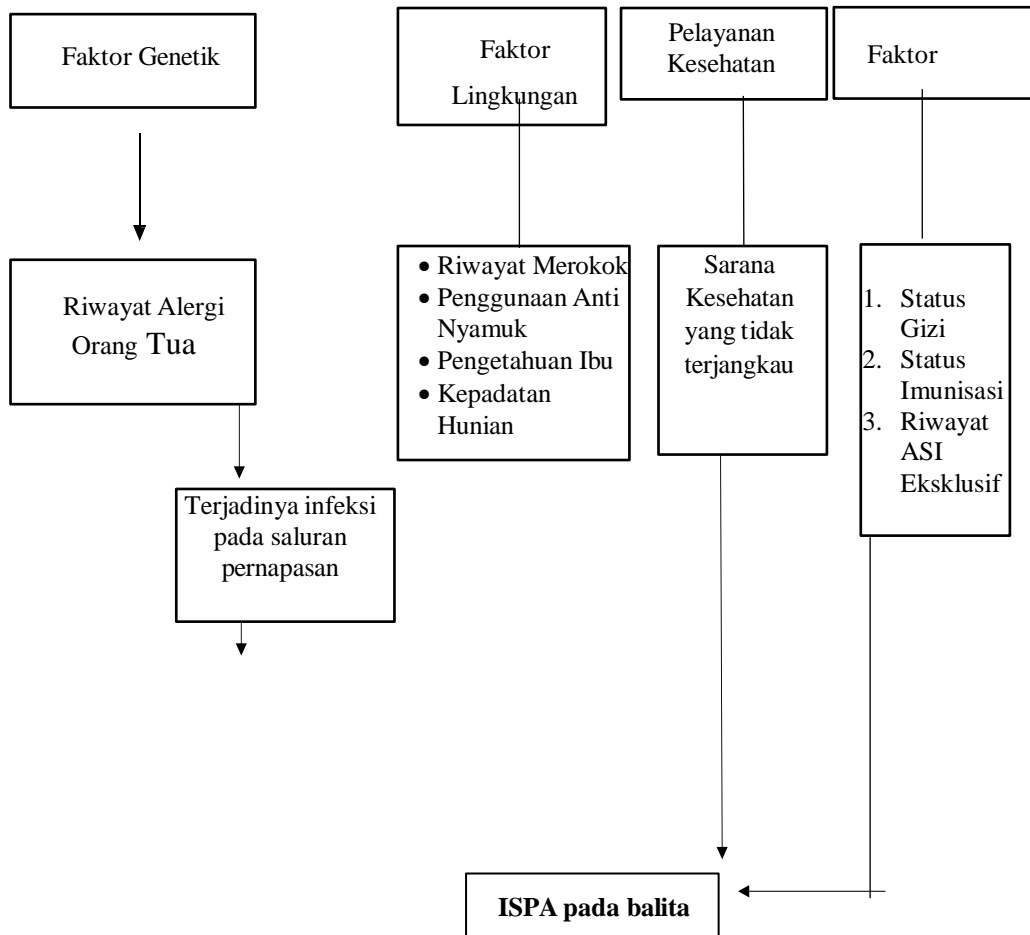 Faktor Genetik
Faktor
Lingkungan
Pelayanan
Kesehatan
Faktor
Riwayat Alergi
Orang Tua
• Riwayat Merokok
• Penggunaan Anti
Nyamuk
• Pengetahuan Ibu
• Kepadatan
Hunian
Sarana
Kesehatan
yang tidak
terjangkau
1. Status
Gizi
2. Status
Imunisasi
3. Riwayat
ASI
Eksklusif
Terjadinya infeksi
pada saluran
pernapasan
ISPA pada balita